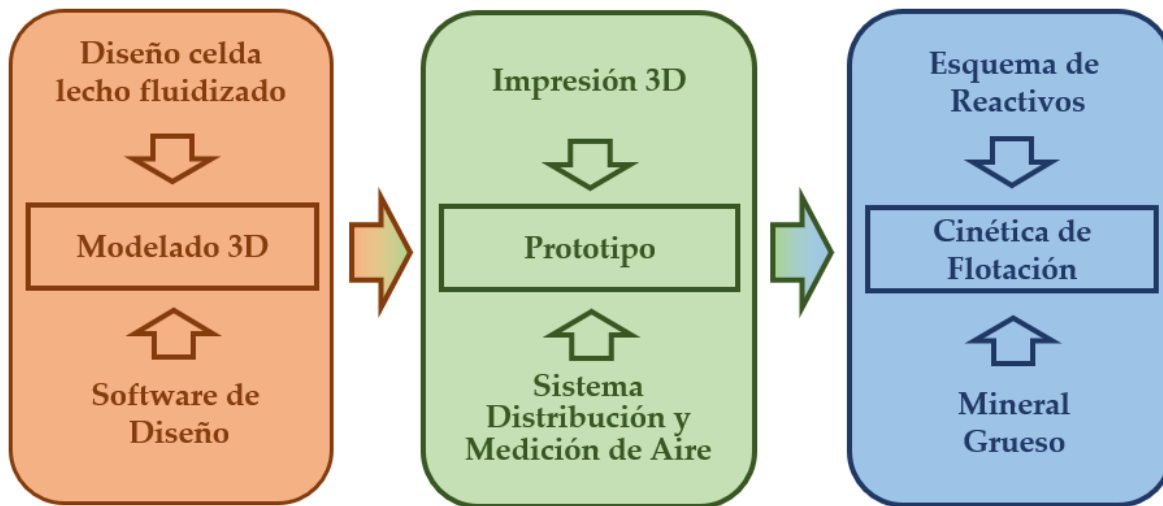 Diseño celda
lecho fluidizado
Modelado 3D
Software de
Diseño
Impresión 3D
Prototipo
Sistema
Distribución y
Medición de Aire
Esquema de
Reactivos
Cinética de
Flotación
Mineral
Grueso